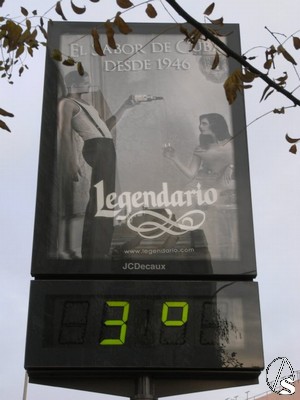 EL SABOR DE CUBA
DESDE 1946
Legendario
www.legendario.com
JCDecaux
3°